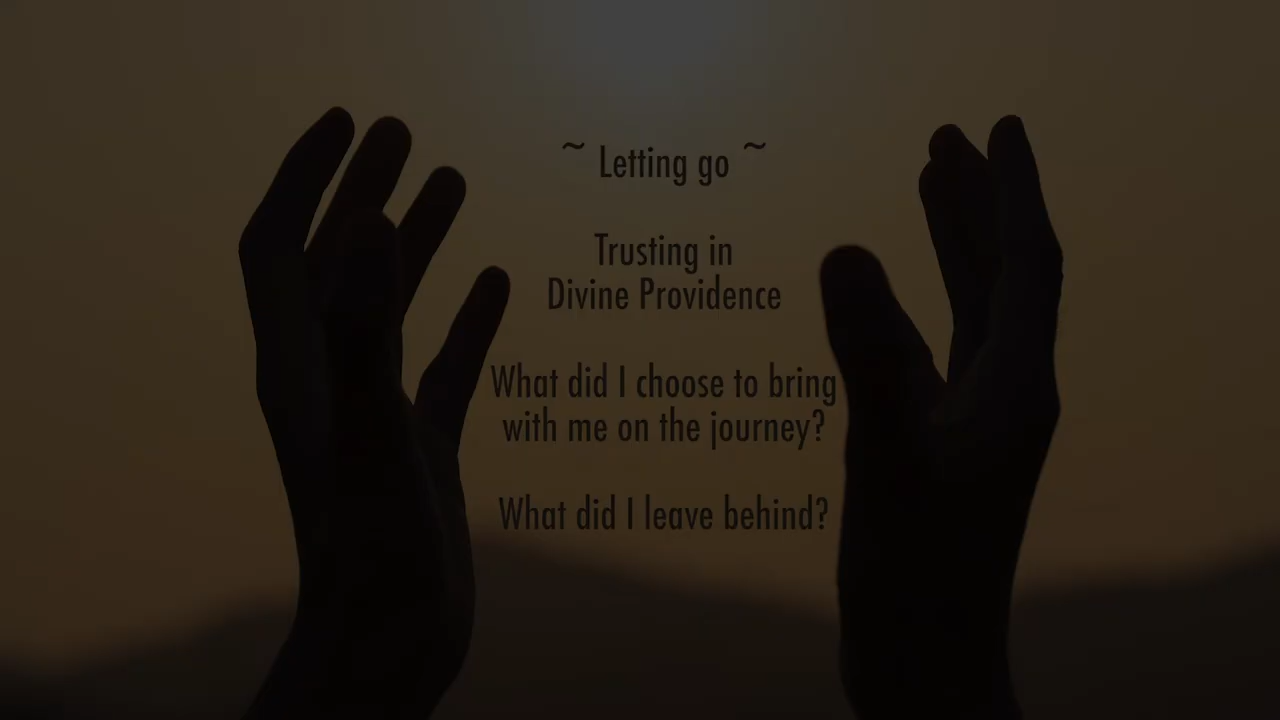 ~ Letting go ~
Trusting in
Divine Providence
What did I choose to bring
with me on the journey?
What did I leave behind?